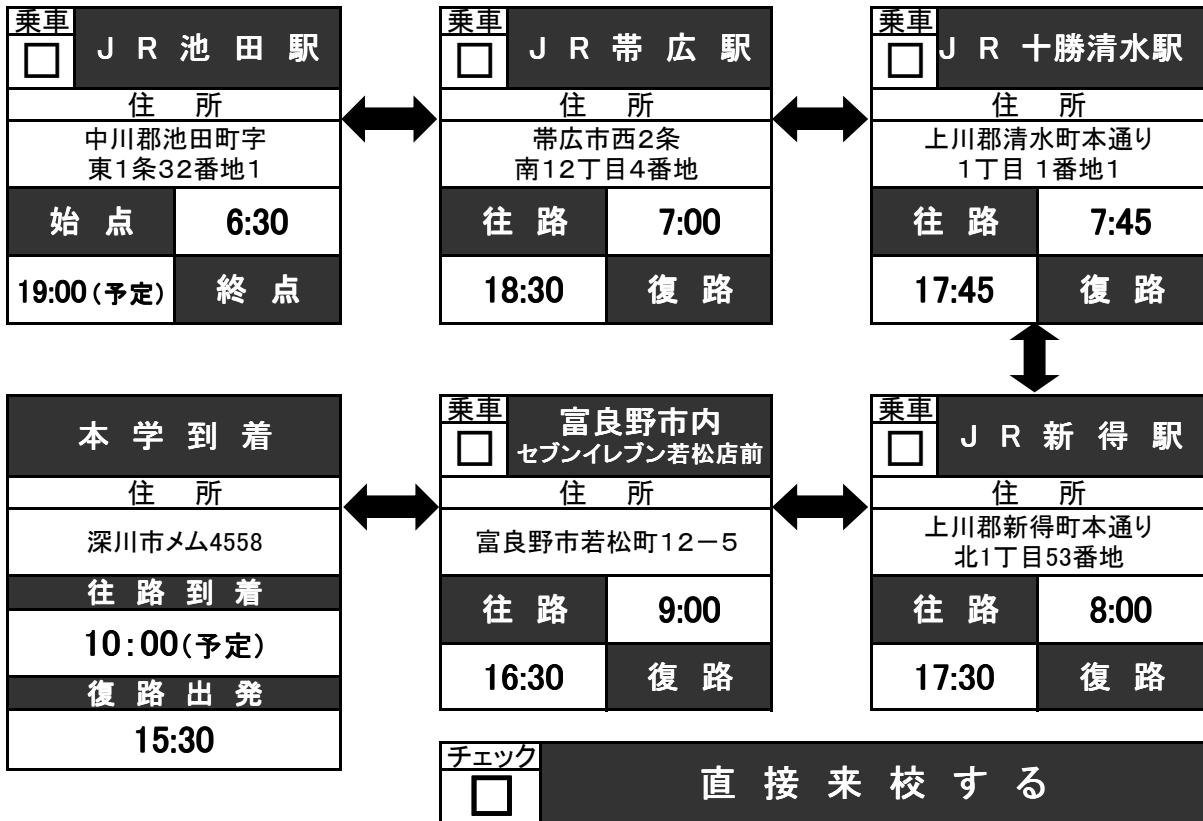 乗車
□
ＪＲ池田駅
住　所
中川郡池田町字
東1条32番地1
始点
6:30
19:00(予定)
終点
乗車
□
ＪＲ帯広駅
住　所
帯広市西2条
南12丁目4番地
往路
7:00
18:30
復路
乗車
□
ＪＲ十勝清水駅
住　所
上川郡清水町本通り
1丁目 1番地1
往路
7:45
17:45
復路
本学到着
住　所
深川市メム4558
往路到着
10:00(予定)
復路出発
15:30
乗車
□
富良野市内
セブンイレブン若松店前
住　所
富良野市若松町12－5
往路
9:00
16:30
復路
乗車
□
ＪＲ新得駅
住　所
上川郡新得町本通り
北1丁目53番地
往路
8:00
17:30
復路
チェック
□
直接来校する